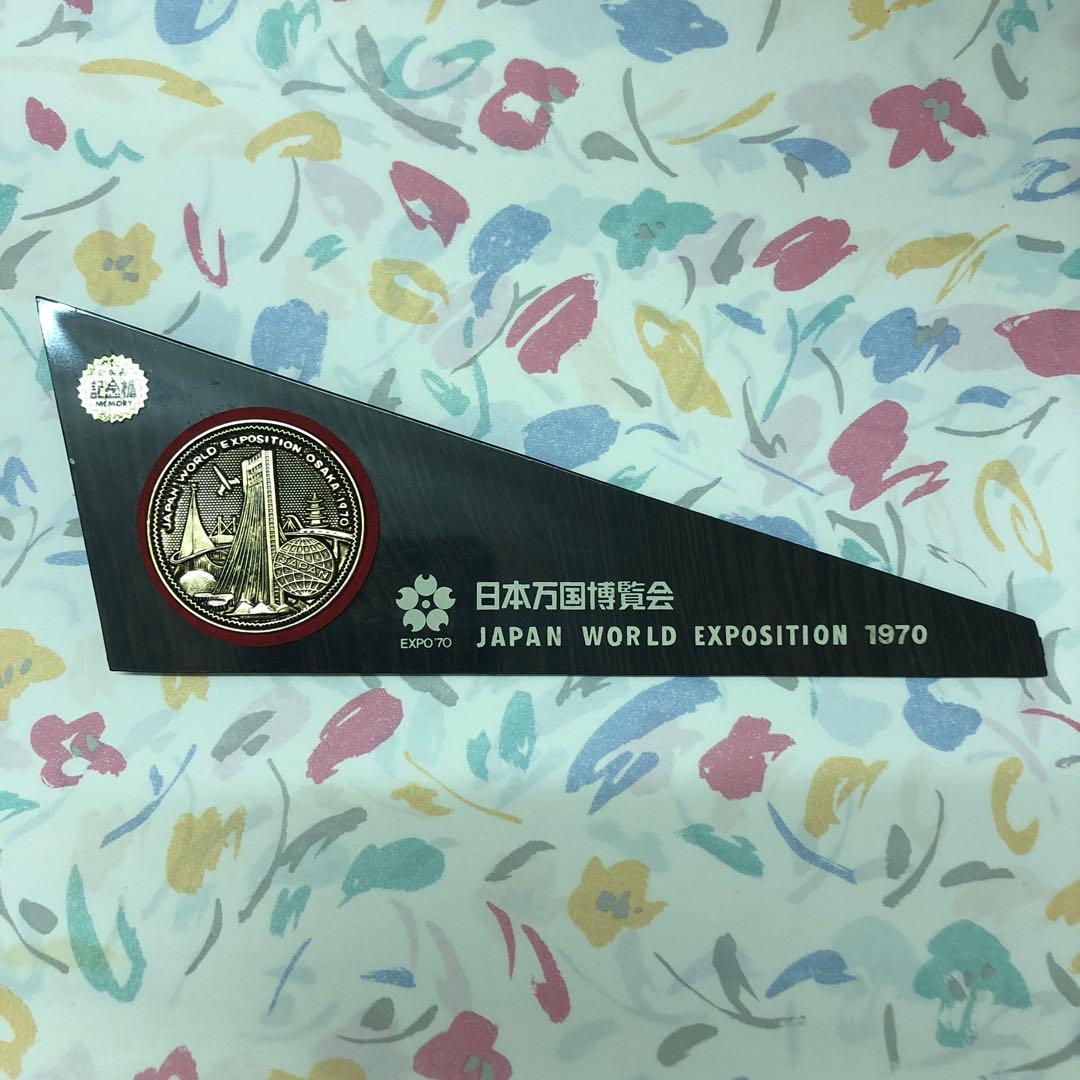 記念楯
MEMORY
JAPAN WORLD EXPOSITION OSAKA 1970
JAPAN
EXPO'70
日本万国博覧会
JAPAN WORLD EXPOSITION 1970